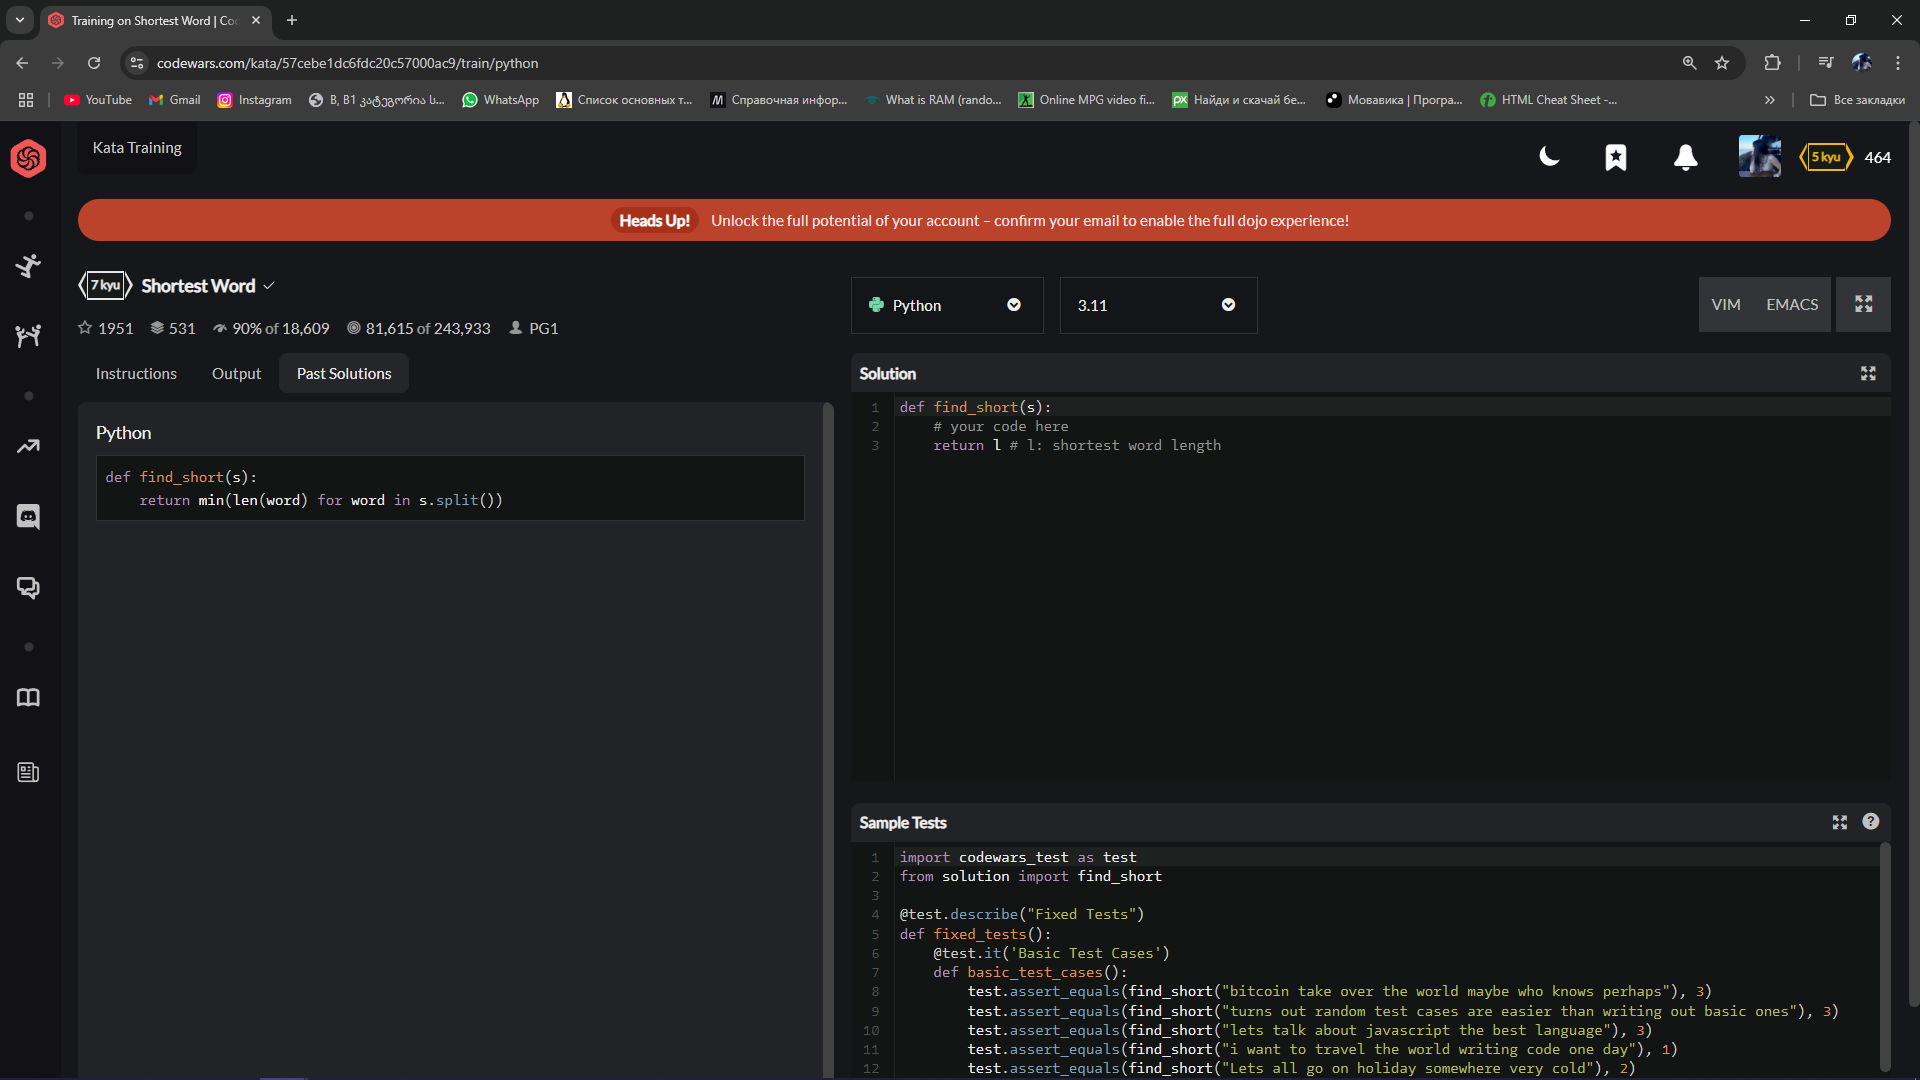 Training on Shortest Word | Co
codewars.com/kata/57cebe1dc6fdc20c57000ac9/train/python
YouTube
Gmail
Instagram
B, B1 კატეგორია ს...
WhatsApp
Список основных т...
Справочная инфор...
What is RAM (rando...
Online MPG video fi...
Найди и скачай бе...
Мовавика | Програ...
HTML Cheat Sheet -...
Все закладки
Kata Training
5 kyu
464
Heads Up! Unlock the full potential of your account – confirm your email to enable the full dojo experience!
7 kyu Shortest Word
1951 531 90% of 18,609 81,615 of 243,933 PG1
Instructions Output Past Solutions
Python
def find_short(s):
    return min(len(word) for word in s.split())
Python
3.11
VIM EMACS
Solution
1 def find_short(s):
2     # your code here
3     return l # l: shortest word length
Sample Tests
1 import codewars_test as test
2 from solution import find_short
3
4 @test.describe("Fixed Tests")
5 def fixed_tests():
6     @test.it('Basic Test Cases')
7     def basic_test_cases():
8         test.assert_equals(find_short("bitcoin take over the world maybe who knows perhaps"), 3)
9         test.assert_equals(find_short("turns out random test cases are easier than writing out basic ones"), 3)
10         test.assert_equals(find_short("lets talk about javascript the best language"), 3)
11         test.assert_equals(find_short("i want to travel the world writing code one day"), 1)
12         test.assert_equals(find_short("Lets all go on holiday somewhere very cold"), 2)